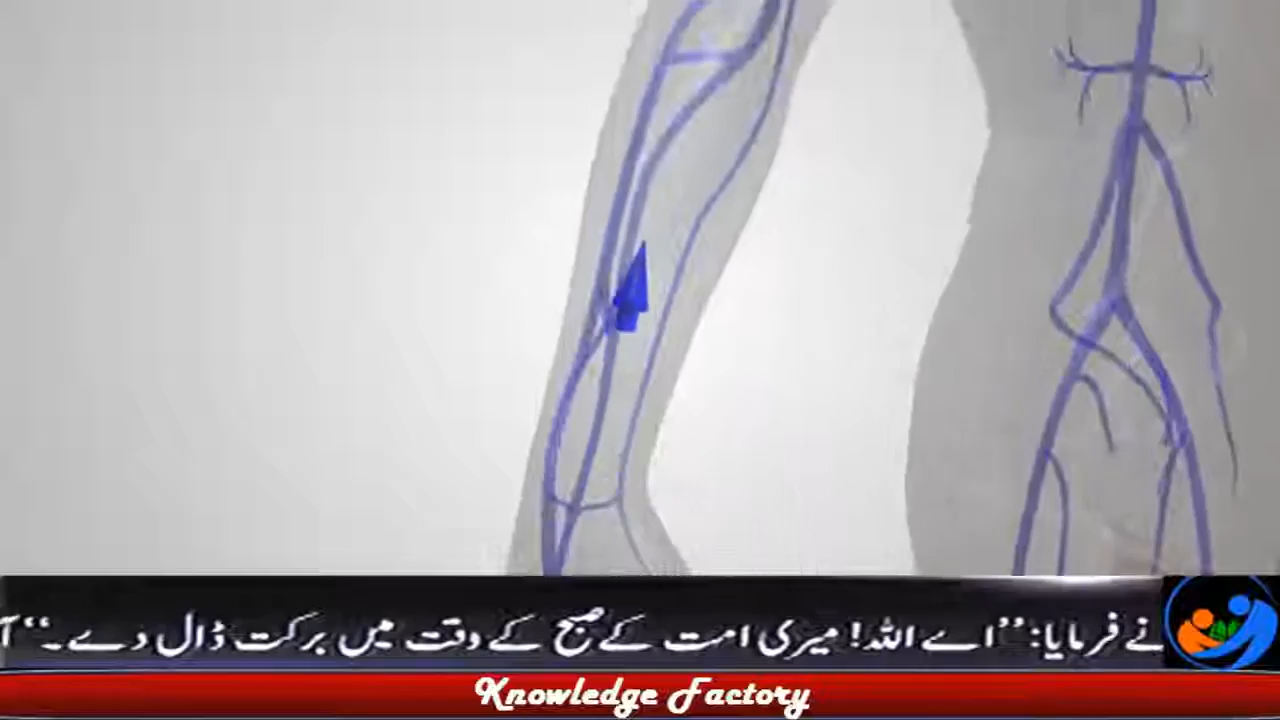 نے فرمایا: ’’اے اللہ! میری امت کے صبح کے وقت میں برکت ڈال دے۔‘‘
Knowledge Factory